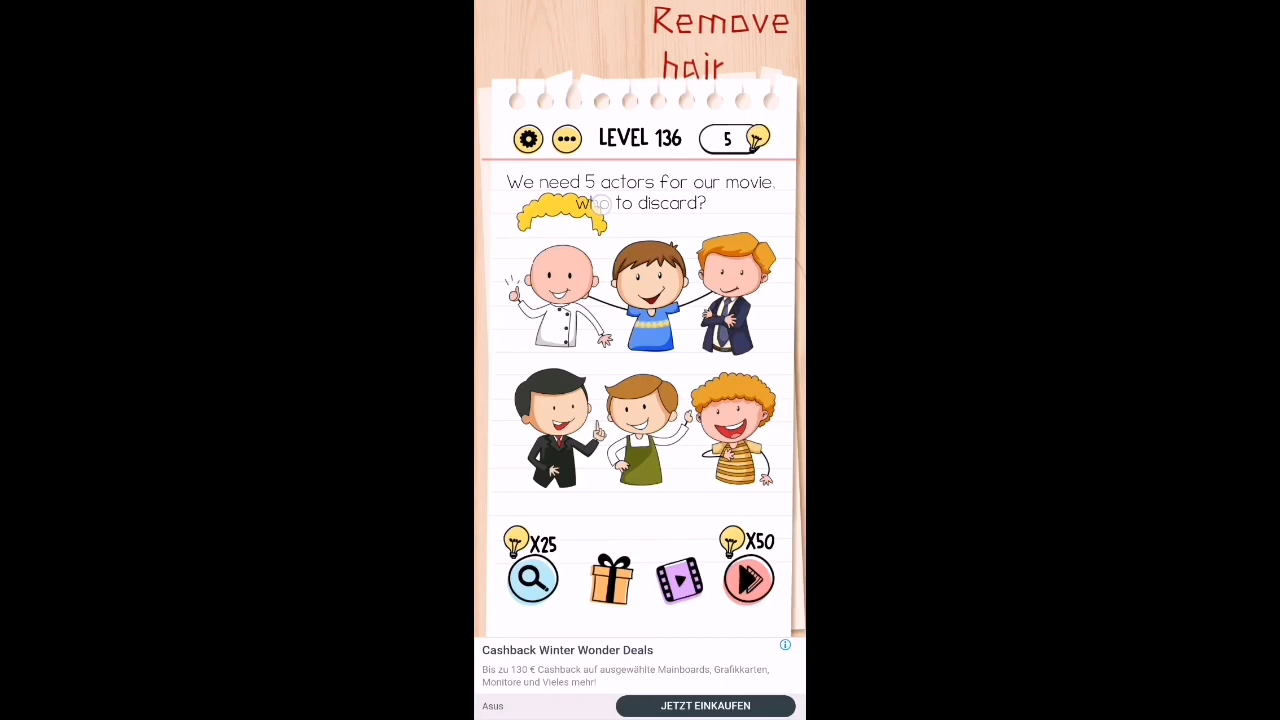 Remove
hair
LEVEL 136
5
We need 5 actors for our movie,
who to discard?
X25
X50
Cashback Winter Wonder Deals
Bis zu 130 € Cashback auf ausgewählte Mainboards, Grafikkarten,
Monitore und Vieles mehr!
Asus
JETZT EINKAUFEN